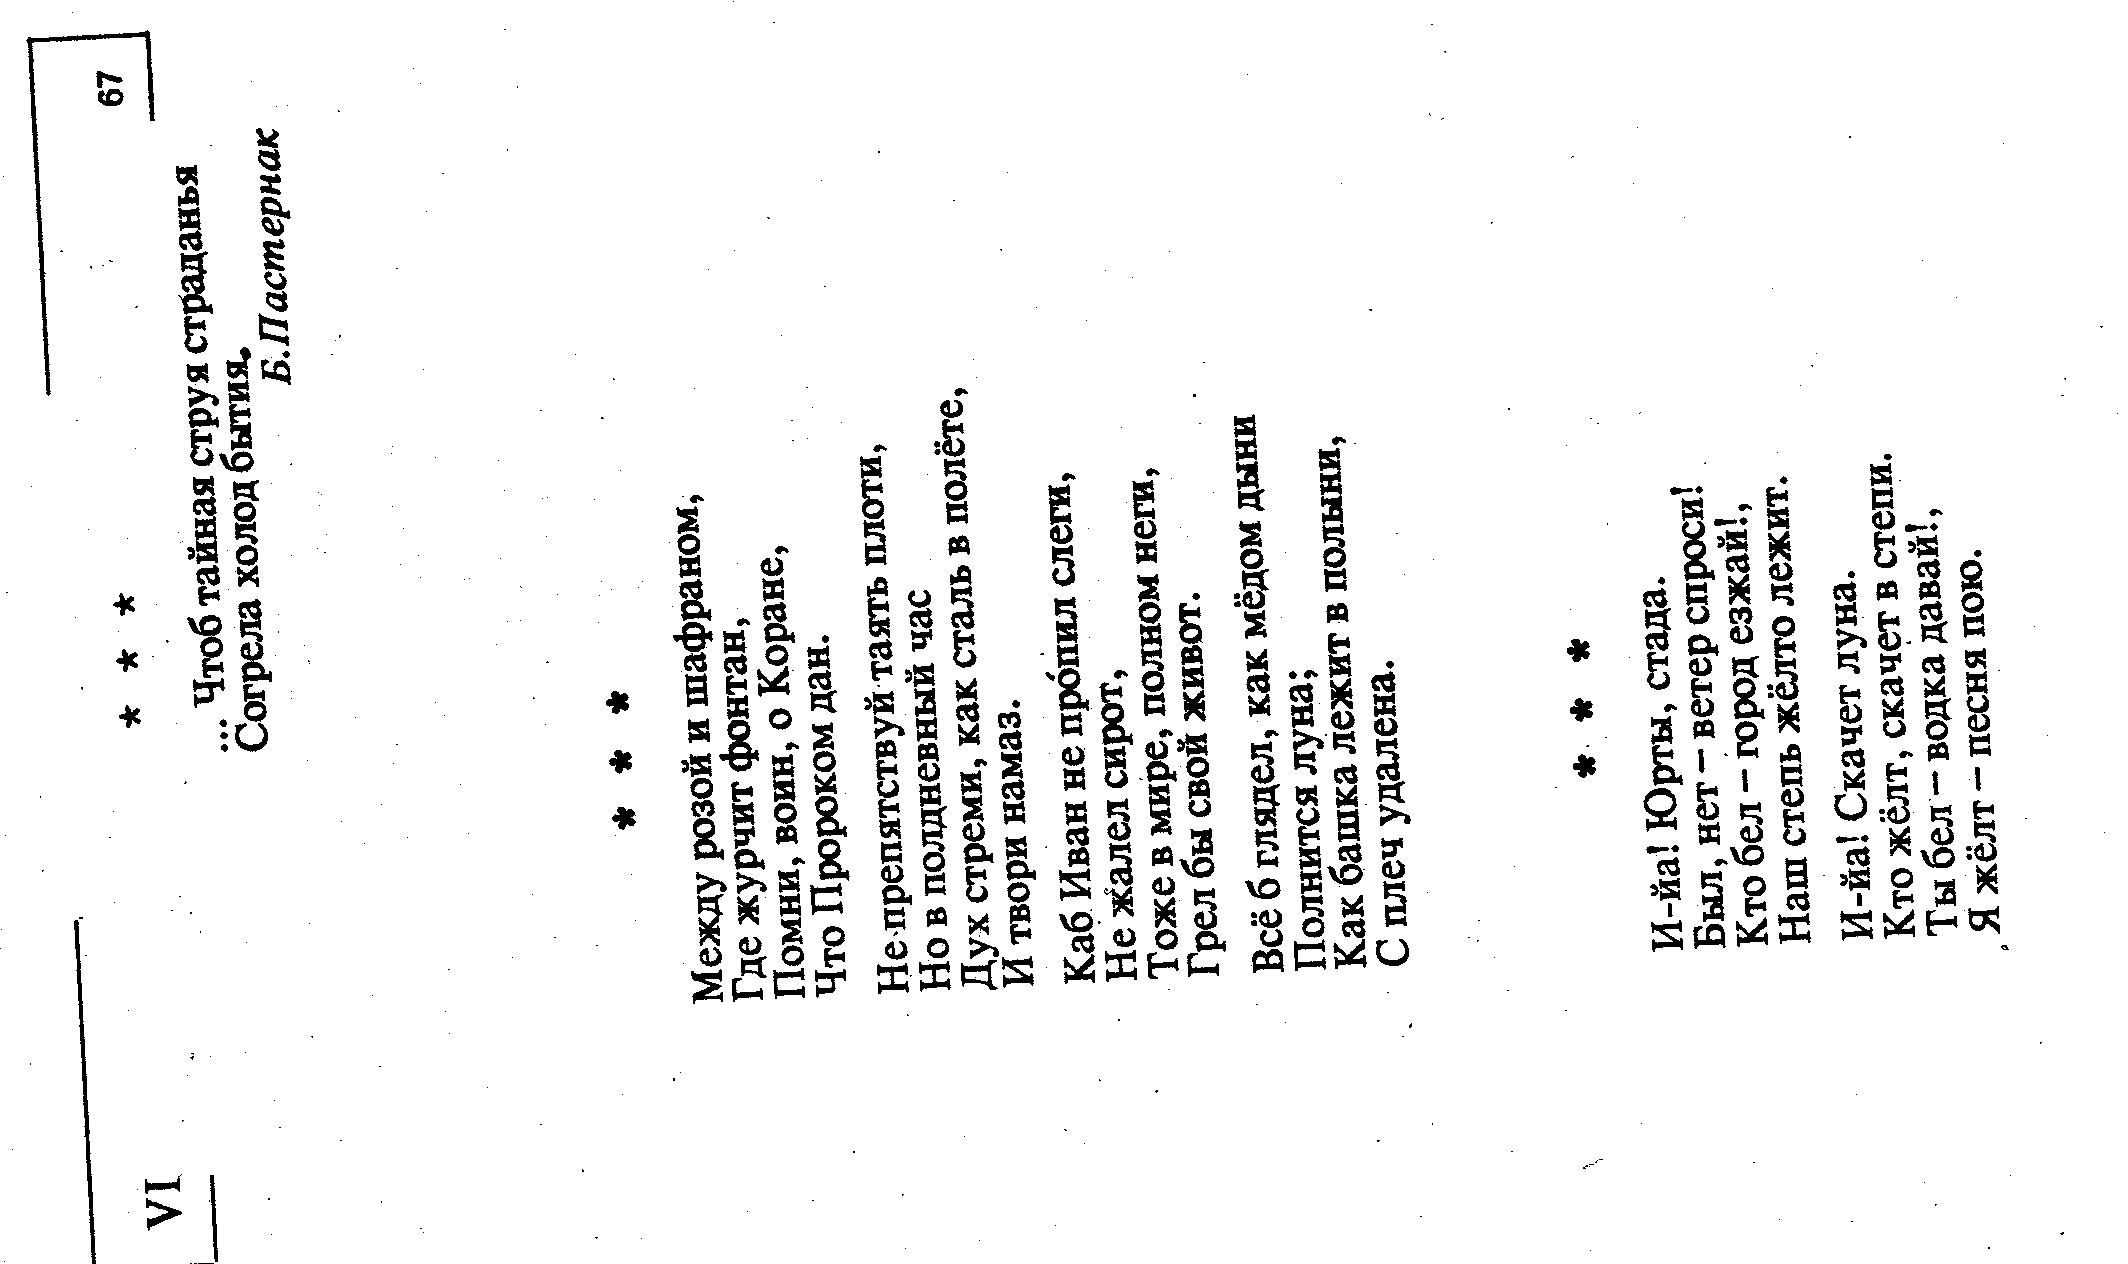 VI
67
* * *
... Чтоб тайная струя страданья
Согрела холод бытия.
Б.Пастернак
* * *
Между розой и шафраном,
Где журчит фонтан,
Помни, воин, о Коране,
Что Пророком дан.
Не препятствуй таять плоти,
Но в полдневный час
Дух стреми, как сталь в полёте,
И твори намаз.
Каб Иван не про́пил слеги,
Не жалел сирот,
Тоже в мире, полном неги,
Грел бы свой живот.
Всё б глядел, как мёдом дыни
Полнится луна;
Как башка лежит в полыни,
С плеч удалена.
* * *
И-йа! Юрты, стада.
Был, нет – ветер спроси!
Кто бел – город езжай!,
Наш степь жёлто лежит.
И-йа! Скачет луна.
Кто жёлт, скачет в степи.
Ты бел – водка давай!,
Я жёлт – песня пою.